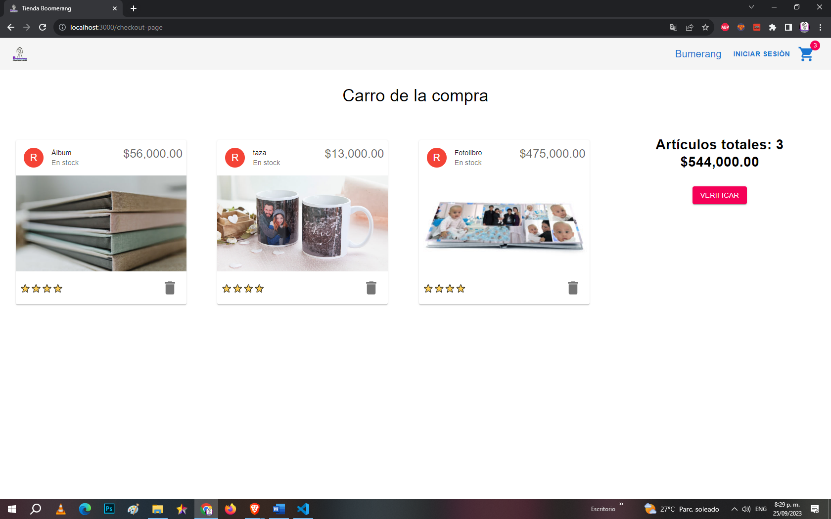 Tienda Boomerang
localhost:3000/checkout-page
Bumerang
INICIAR SESIÓN
3
Carro de la compra
R
Álbum
En stock
$56,000.00
R
taza
En stock
$13,000.00
R
Fotolibro
En stock
$475,000.00
Artículos totales: 3
$544,000.00
VERIFICAR
Escritorio
27°C Parc. soleado
ENG
8:29 p. m.
25/09/2023